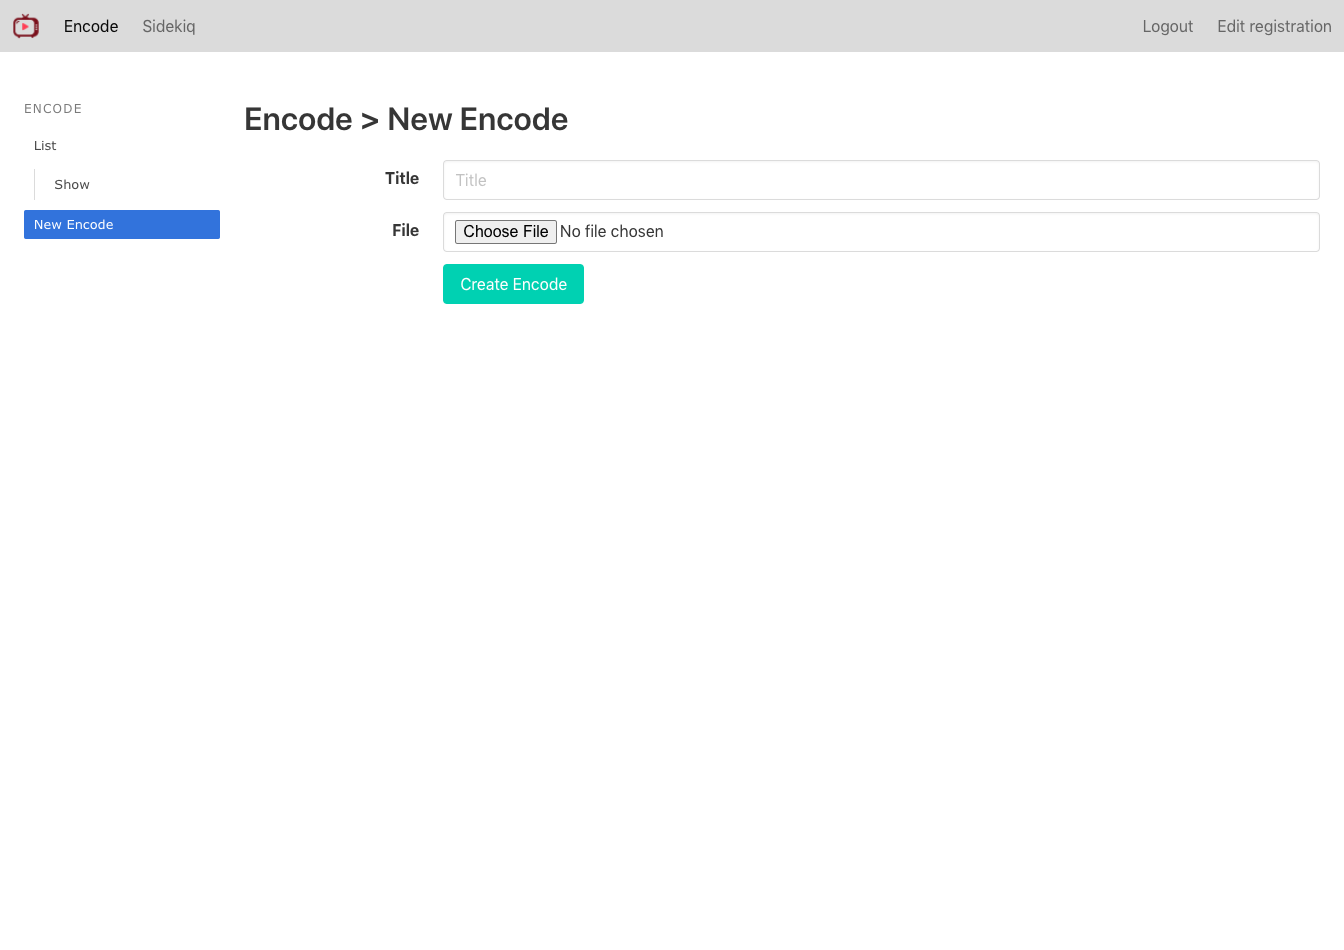 Encode Sidekiq Logout Edit registration
ENCODE
List
Show
New Encode
Encode > New Encode
Title Title
File Choose File No file chosen
Create Encode